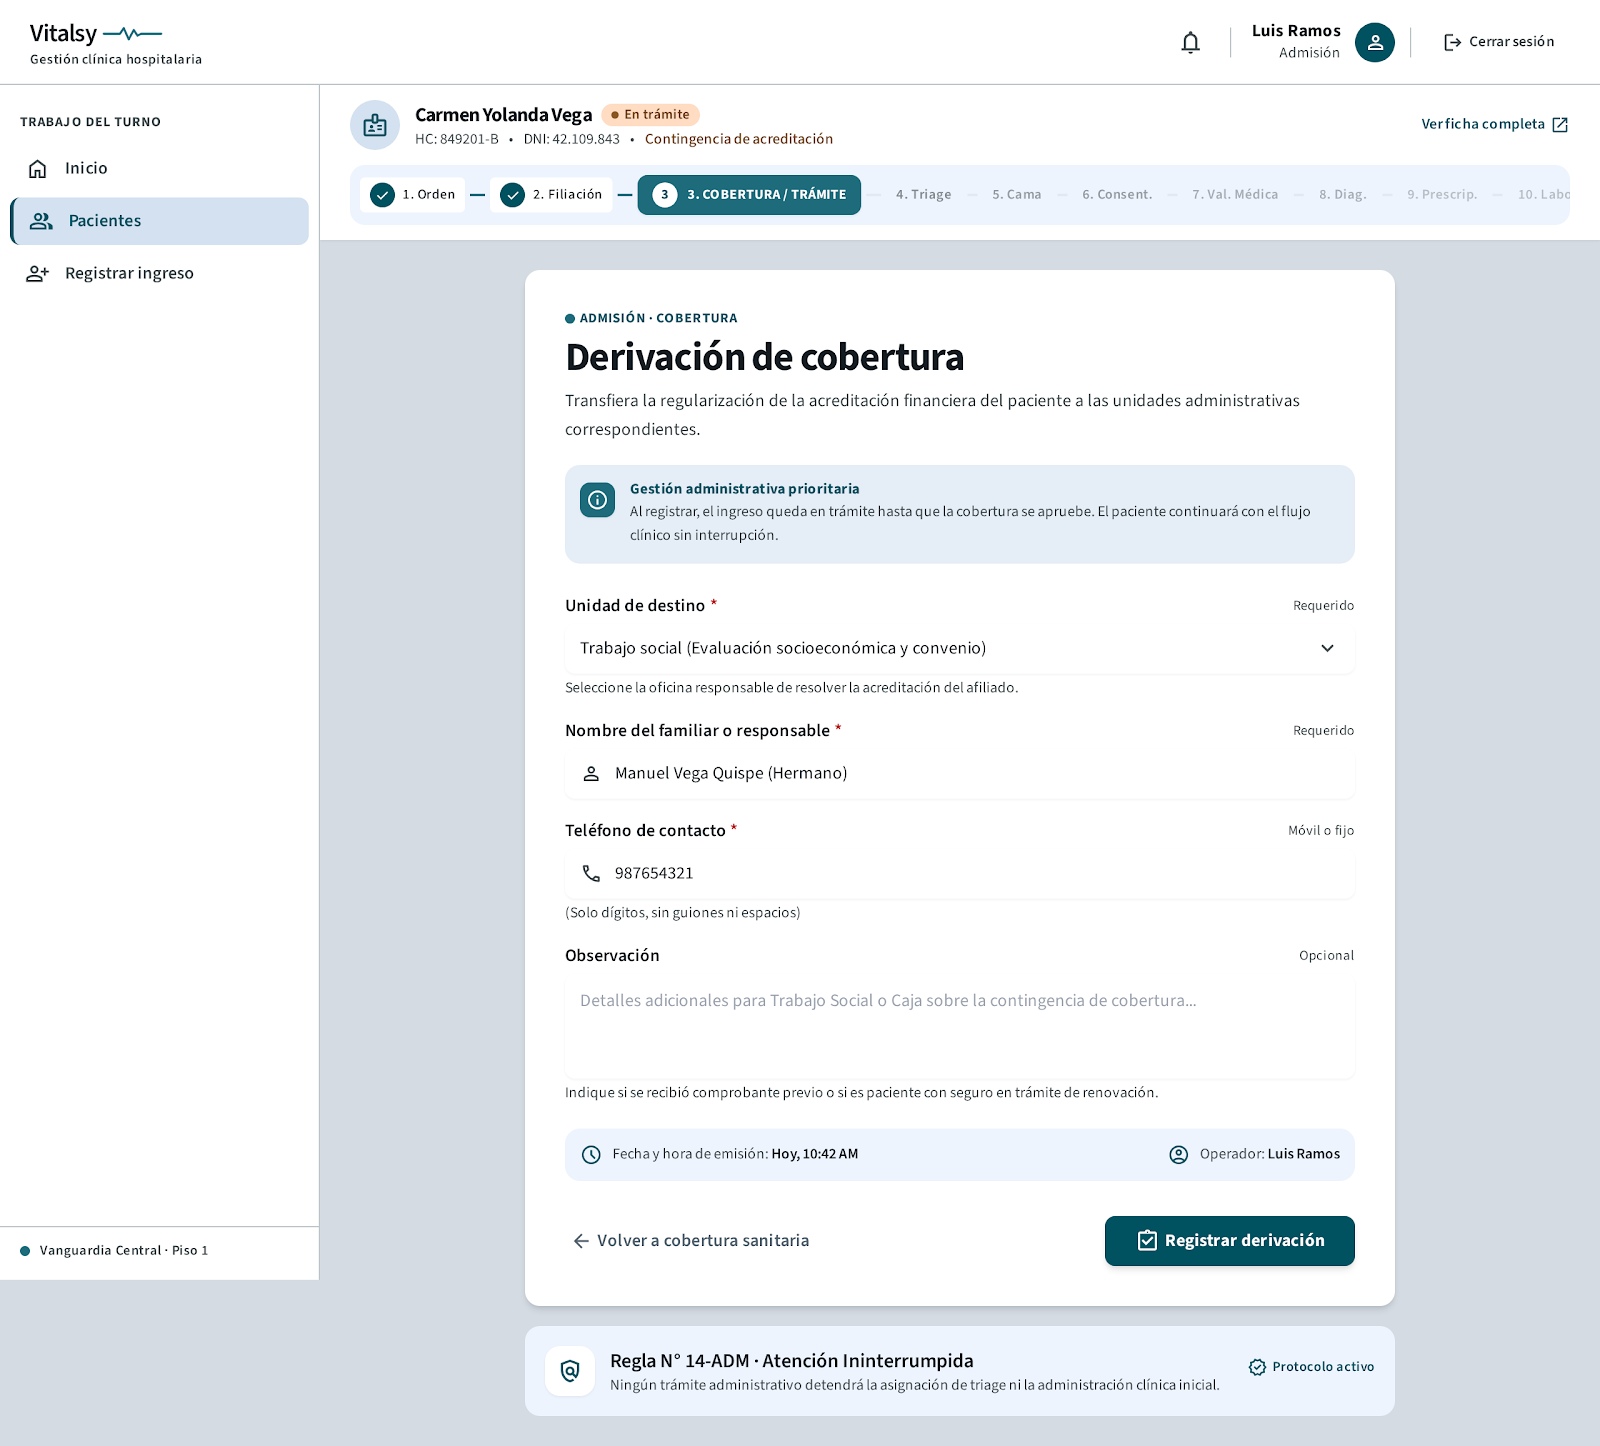 Vitalsy
Gestión clínica hospitalaria
Luis Ramos
Admisión
Cerrar sesión
TRABAJO DEL TURNO
Inicio
Pacientes
Registrar ingreso
Vanguardia Central · Piso 1
Carmen Yolanda Vega
En trámite
HC: 849201-B • DNI: 42.109.843 • Contingencia de acreditación
Ver ficha completa
1. Orden
2. Filiación
3 3. COBERTURA / TRÁMITE
4. Triage
5. Cama
6. Consent.
7. Val. Médica
8. Diag.
9. Prescrip.
10. Labo
ADMISIÓN · COBERTURA
Derivación de cobertura
Transfiera la regularización de la acreditación financiera del paciente a las unidades administrativas
correspondientes.
Gestión administrativa prioritaria
Al registrar, el ingreso queda en trámite hasta que la cobertura se apruebe. El paciente continuará con el flujo
clínico sin interrupción.
Unidad de destino *
Requerido
Trabajo social (Evaluación socioeconómica y convenio)
Seleccione la oficina responsable de resolver la acreditación del afiliado.
Nombre del familiar o responsable *
Requerido
Manuel Vega Quispe (Hermano)
Teléfono de contacto *
Móvil o fijo
987654321
(Solo dígitos, sin guiones ni espacios)
Observación
Opcional
Detalles adicionales para Trabajo Social o Caja sobre la contingencia de cobertura...
Indique si se recibió comprobante previo o si es paciente con seguro en trámite de renovación.
Fecha y hora de emisión: Hoy, 10:42 AM
Operador: Luis Ramos
Volver a cobertura sanitaria
Registrar derivación
Regla N° 14-ADM · Atención Ininterrumpida
Ningún trámite administrativo detendrá la asignación de triage ni la administración clínica inicial.
Protocolo activo